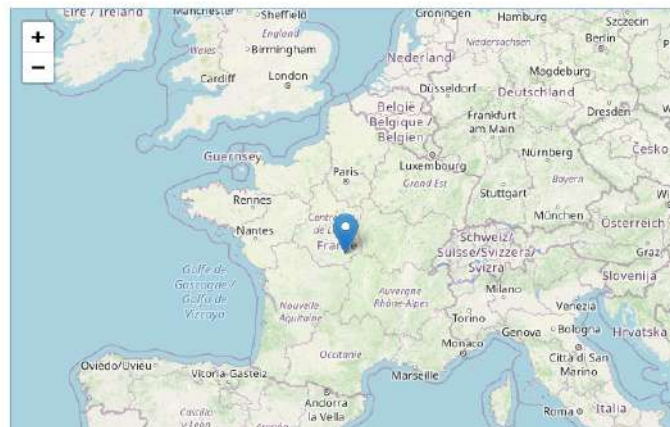 +
−
Éire / Ireland
Manchester
Sheffield
England
Wales
Birmingham
Cardiff
London
Groningen
Hamburg
Szczecin
Nederland
Niedersachsen
Berlin
Magdeburg
Düsseldorf
Deutschland
België /
Belgique /
Belgien
Frankfurt
am Main
Dresden
Guernsey
Luxembourg
Nürnberg
Česko
Paris
Grand Est
Bayern
Stuttgart
Rennes
München
Nantes
France
Schweiz/
Suisse/Svizzera/
Svizra
Österreich
Graz
Golfe de
Gascogne /
Golfo de
Vizcaya
Slovenija
Nouvelle
Aquitaine
Auvergne
Rhône-Alpes
Milano
Torino
Venezia
Genova
Bologna
Hrvatska
Occitanie
Monaco
Città di San
Marino
Oviedo/Uviéu
Vitoria-Gasteiz
Marseille
Andorra
la Vella
Castilla
y León
Roma
Italia